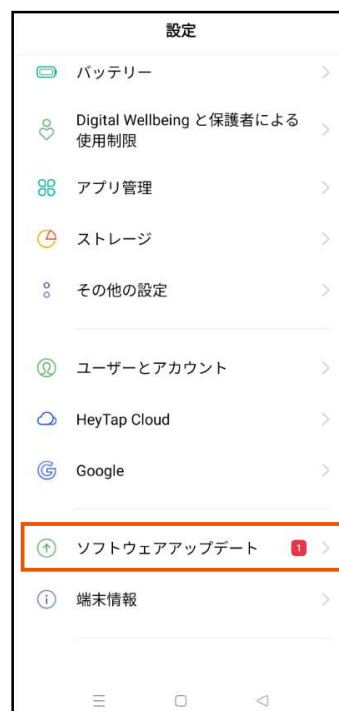 設定
バッテリー
Digital Wellbeing と保護者による
使用制限
アプリ管理
ストレージ
その他の設定
ユーザーとアカウント
HeyTap Cloud
Google
ソフトウェアアップデート 1
端末情報